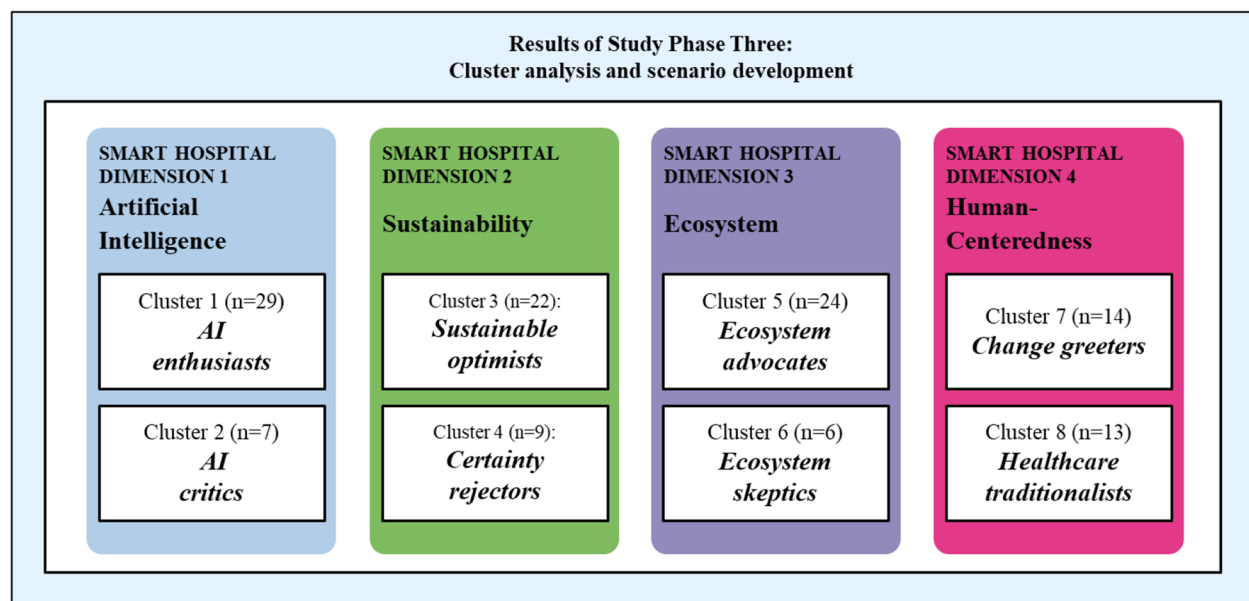 Results of Study Phase Three:
Cluster analysis and scenario development
SMART HOSPITAL
DIMENSION 1
Artificial
Intelligence
Cluster 1 (n=29)
AI
enthusiasts
Cluster 2 (n=7)
AI
critics
SMART HOSPITAL
DIMENSION 2
Sustainability
Cluster 3 (n=22):
Sustainable
optimists
Cluster 4 (n=9):
Certainty
rejectors
SMART HOSPITAL
DIMENSION 3
Ecosystem
Cluster 5 (n=24)
Ecosystem
advocates
Cluster 6 (n=6)
Ecosystem
skeptics
SMART HOSPITAL
DIMENSION 4
Human-
Centeredness
Cluster 7 (n=14)
Change greeters
Cluster 8 (n=13)
Healthcare
traditionalists